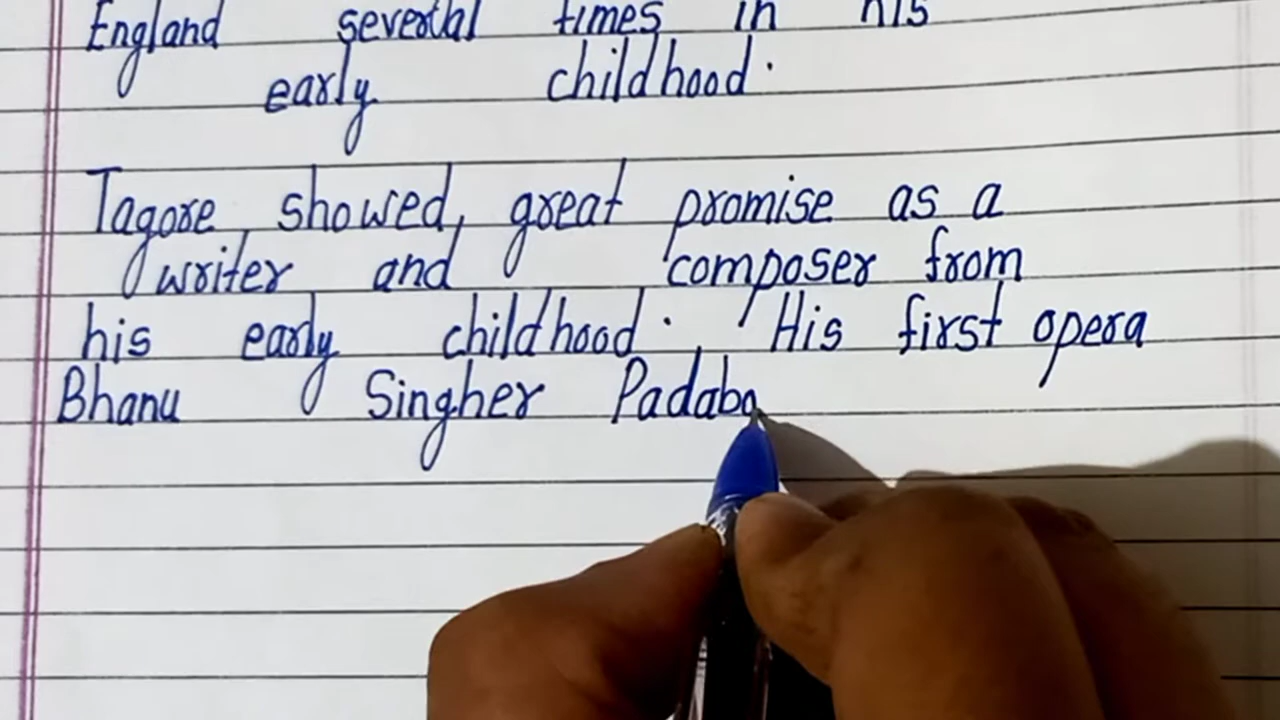 England several times in his
early childhood.
Tagore showed, great promise as a
writer and composer from
his early childhood. His first opera
Bhanu Singher Padaba